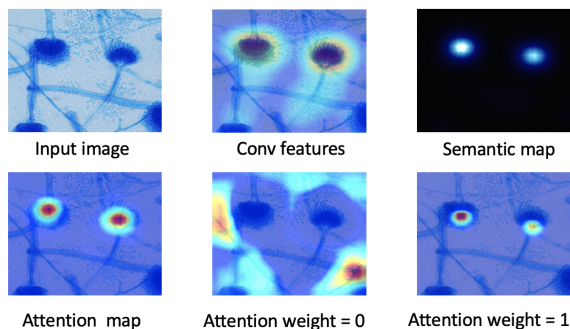 Input image
Conv features
Semantic map
Attention map
Attention weight = 0
Attention weight = 1